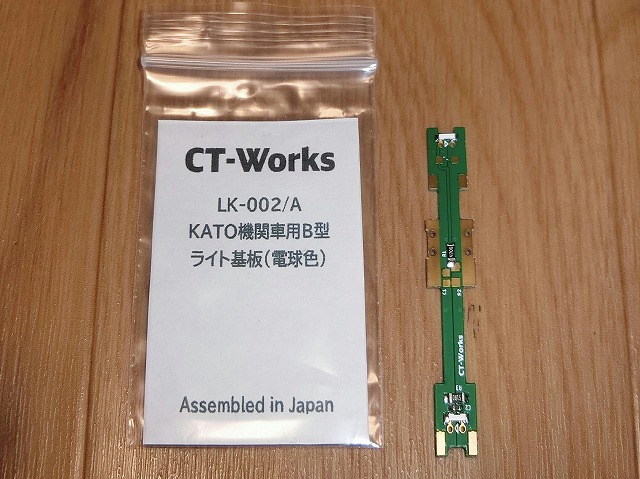 CT-Works
LK-002/A
KATO機関車用B型
ライト基板(電球色)
Assembled in Japan
CT-Works